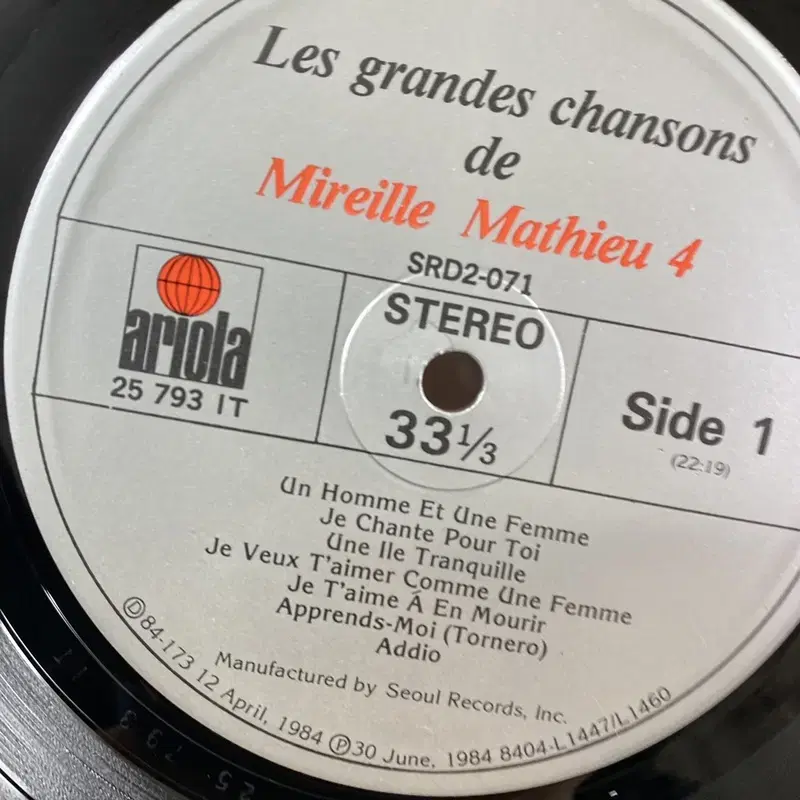 Les grandes chansons
de
Mireille Mathieu 4
SRD2-071
STEREO
ariola
25 793 IT
33⅓
Side 1
(22:19)
Un Homme Et Une Femme
Je Chante Pour Toi
Une Ile Tranquille
Je Veux T'aimer Comme Une Femme
Je T'aime Á En Mourir
Apprends-Moi (Tornero)
Addio
Manufactured by Seoul Records, Inc.
Ⓓ84-173 12 April, 1984 Ⓟ30 June, 1984 8404-L1447/L1460